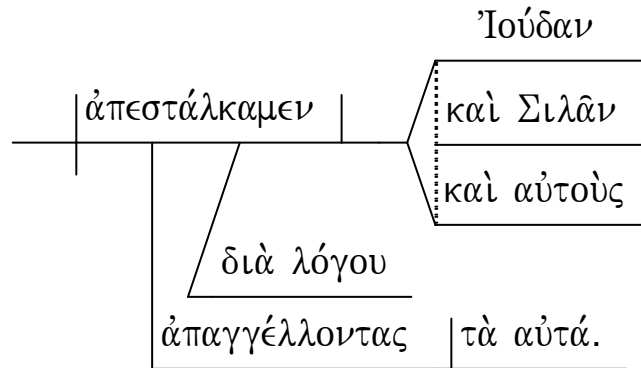 Ἰούδαν
ἀπεστάλκαμεν
καὶ Σιλᾶν
καὶ αὐτοὺς
διὰ λόγου
ἀπαγγέλλοντας τὰ αὐτά.